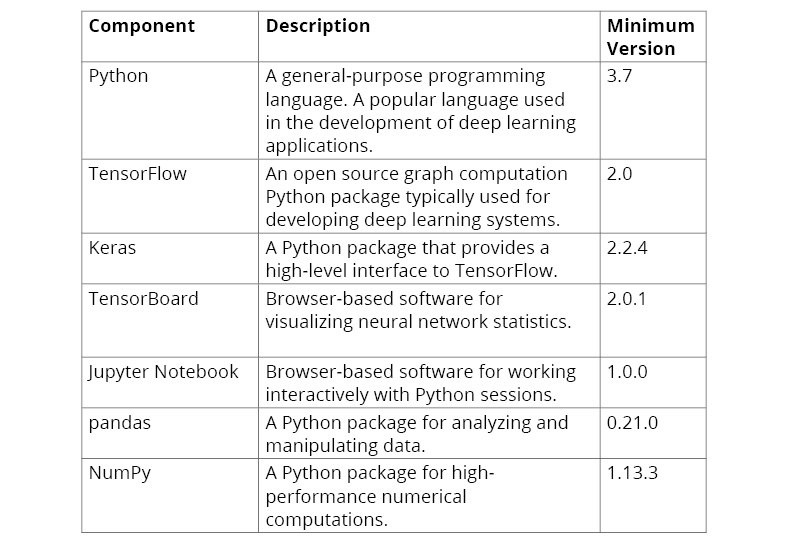 Component
Description
Minimum
Version
Python
A general-purpose programming
language. A popular language used
in the development of deep learning
applications.
3.7
TensorFlow
An open source graph computation
Python package typically used for
developing deep learning systems.
2.0
Keras
A Python package that provides a
high-level interface to TensorFlow.
2.2.4
TensorBoard
Browser-based software for
visualizing neural network statistics.
2.0.1
Jupyter Notebook
Browser-based software for working
interactively with Python sessions.
1.0.0
pandas
A Python package for analyzing and
manipulating data.
0.21.0
NumPy
A Python package for high-
performance numerical
computations.
1.13.3